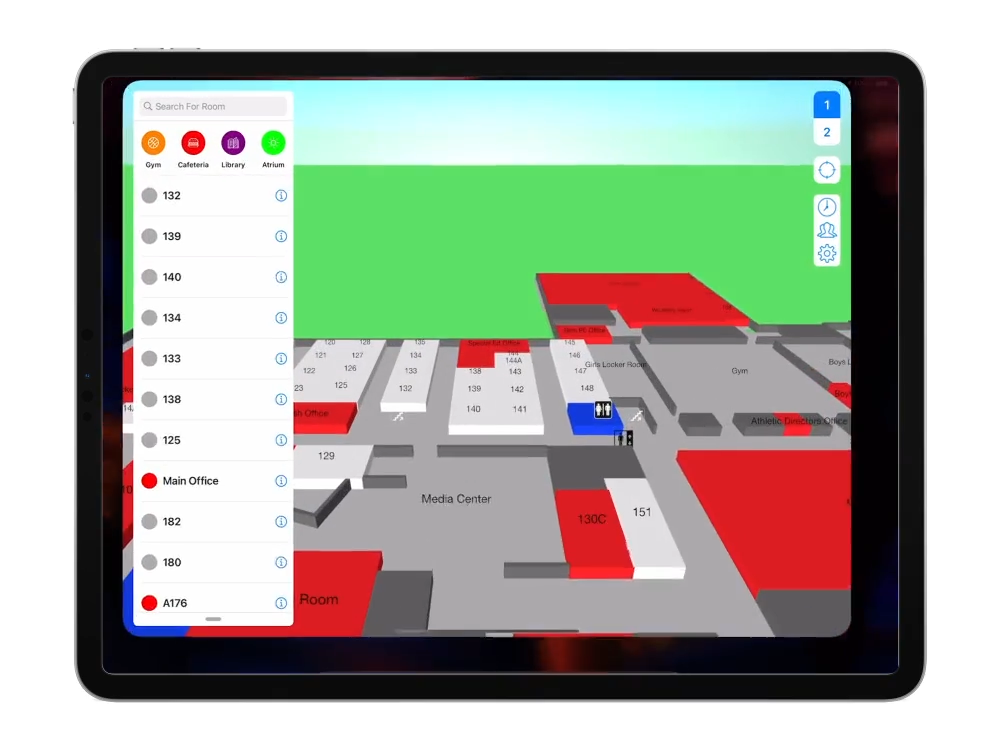 Search For Room
Gym
Cafeteria
Library
Atrium
132
139
140
134
133
138
125
Main Office
182
180
A176
1
2
Girls PE Office
120
128
121
127
122
126
125
129
135
134
133
132
Special Ed Office
144
144A
138
143
139
142
140
141
145
146
147
148
Girls Locker Room
Gym
Boys L
Athletic Directors Office
Media Center
130C
151
Room